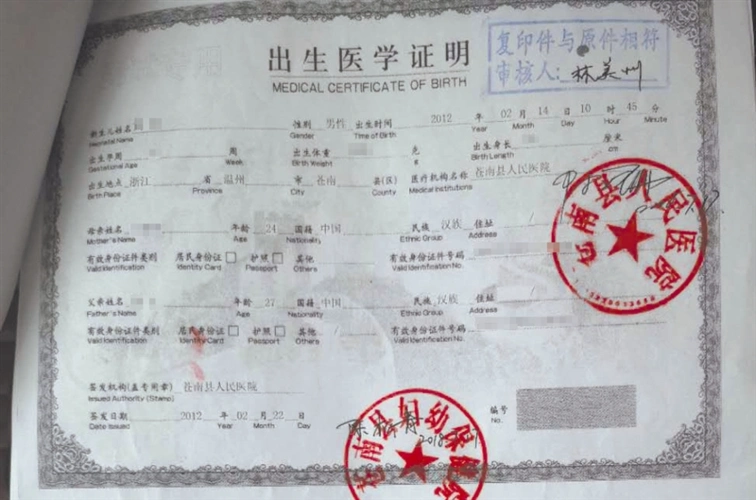 复印件与原件相符
审核人：林美州
出生医学证明
MEDICAL CERTIFICATE OF BIRTH
新生儿姓名 性别 男性 出生时间 2012 年 02 月 14 日 10 时 45 分
Neonatal Name Gender Time of Birth Year Month Day Hour Minute
出生孕周 周 出生体重 克 出生身长 厘米
Gestational Age Week Birth Weight g Birth Length cm
出生地点 浙江 省 温州 市 苍南 县(区) 医疗机构名称 苍南县人民医院
Birth Place Province City County Medical Institutions
母亲姓名 年龄 24 国籍 中国 民族 汉族 住址
Mother's Name Age Nationality Ethnic Group Address
有效身份证件类别 居民身份证 □ 护照 □ 其他 / 有效身份证件号码
Valid Identification Identity Card Passport Others Valid Identification No.
父亲姓名 年龄 27 国籍 中国 民族 汉族 住址
Father's Name Age Nationality Ethnic Group Address
有效身份证件类别 居民身份证 □ 护照 □ 其他 / 有效身份证件号码
Valid Identification Identity Card Passport Others Valid Identification No.
签发机构(盖专用章) 苍南县人民医院
Issued Authority (Stamp)
签发日期 2012 年 02 月 22 日
Date Issued Year Month Day
编号
苍南县人民医院
苍南县妇幼保健院